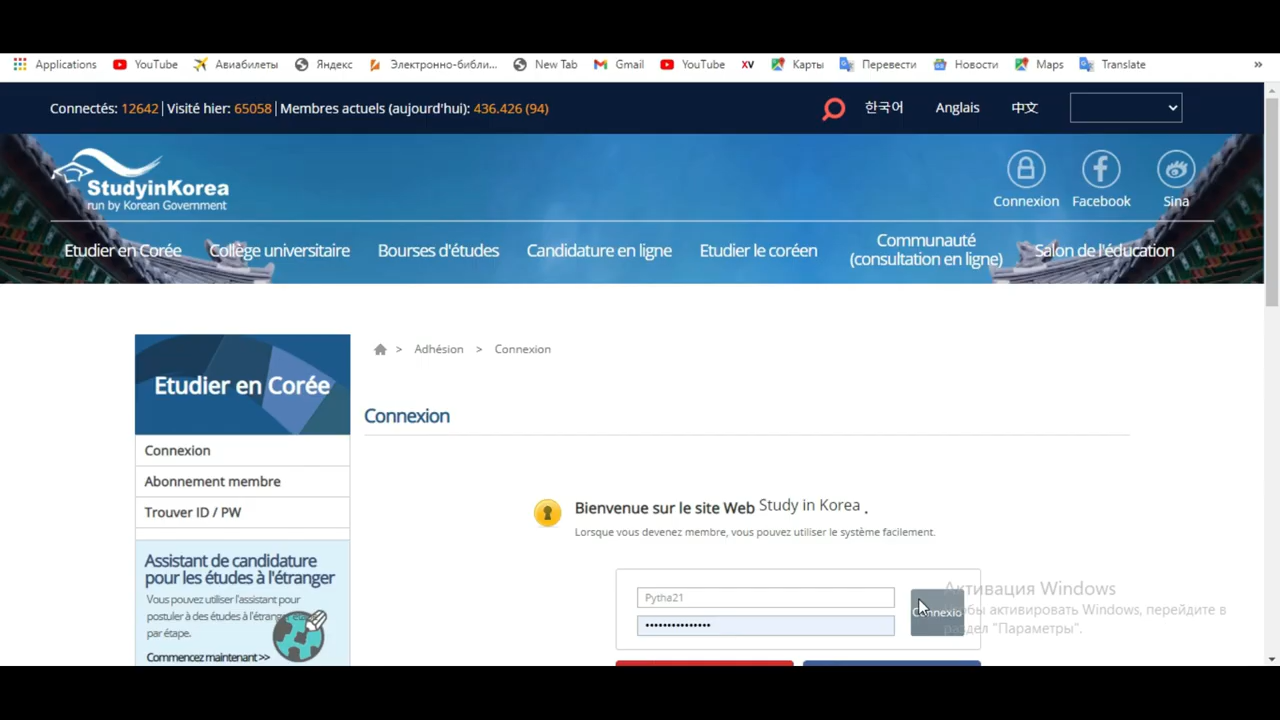 Applications YouTube Авиабилеты Яндекс Электронно-библи... New Tab Gmail YouTube XV Карты Перевести Новости Maps Translate »
Connectés: 12642 | Visité hier: 65058 | Membres actuels (aujourd'hui): 436.426 (94) 한국어 Anglais 中文
StudyinKorea
run by Korean Government
Connexion Facebook Sina
Etudier en Corée Collège universitaire Bourses d'études Candidature en ligne Etudier le coréen Communauté
(consultation en ligne) Salon de l'éducation
> Adhésion > Connexion
Etudier en Corée
Connexion
Abonnement membre
Trouver ID / PW
Assistant de candidature
pour les études à l'étranger
Vous pouvez utiliser l'assistant pour
postuler à des études à l'étranger
par étape.
Commencez maintenant >>
Connexion
Bienvenue sur le site Web Study in Korea .
Lorsque vous devenez membre, vous pouvez utiliser le système facilement.
Pytha21
•••••••••••••••
Connexio
Активация Windows
Чтобы активировать Windows, перейдите в
раздел "Параметры".